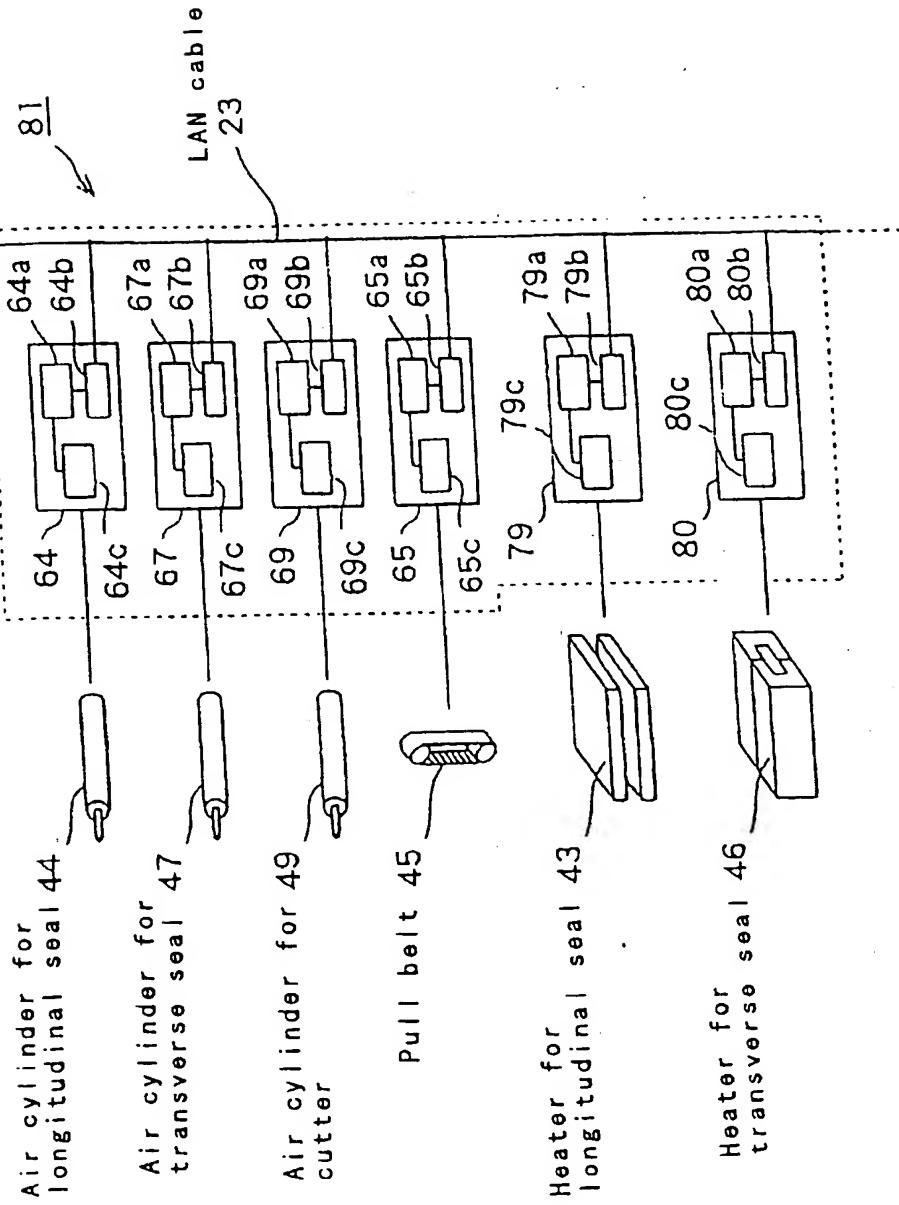 81
LAN cable
23
Air cylinder for
longitudinal seal 44
64
64a
64b
64c
Air cylinder for
transverse seal 47
67
67a
67b
67c
Air cylinder for 49
cutter
69
69a
69b
69c
Pull belt 45
65
65a
65b
65c
Heater for
longitudinal seal 43
79
79a
79b
79c
Heater for
transverse seal 46
80
80a
80b
80c